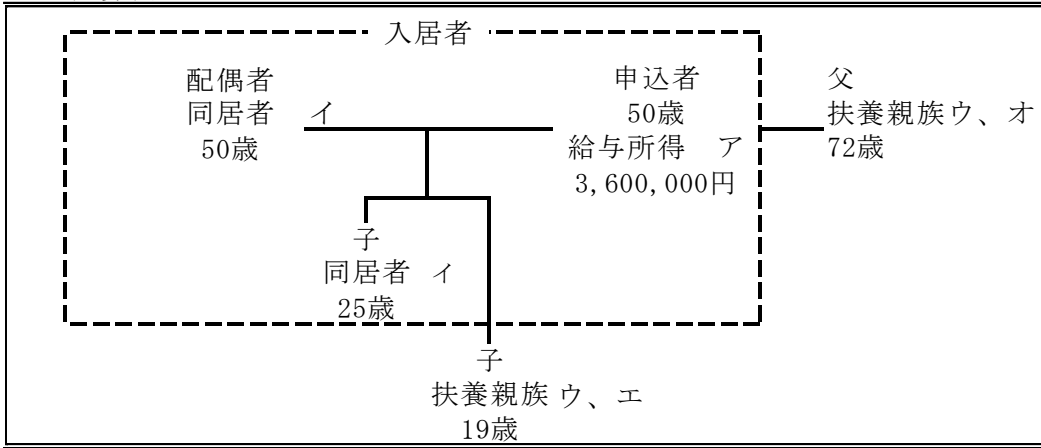 入居者
配偶者
同居者 イ
50歳
申込者
50歳
給与所得 ア
3,600,000円
父
扶養親族ウ、オ
72歳
子
同居者 イ
25歳
子
扶養親族ウ、エ
19歳